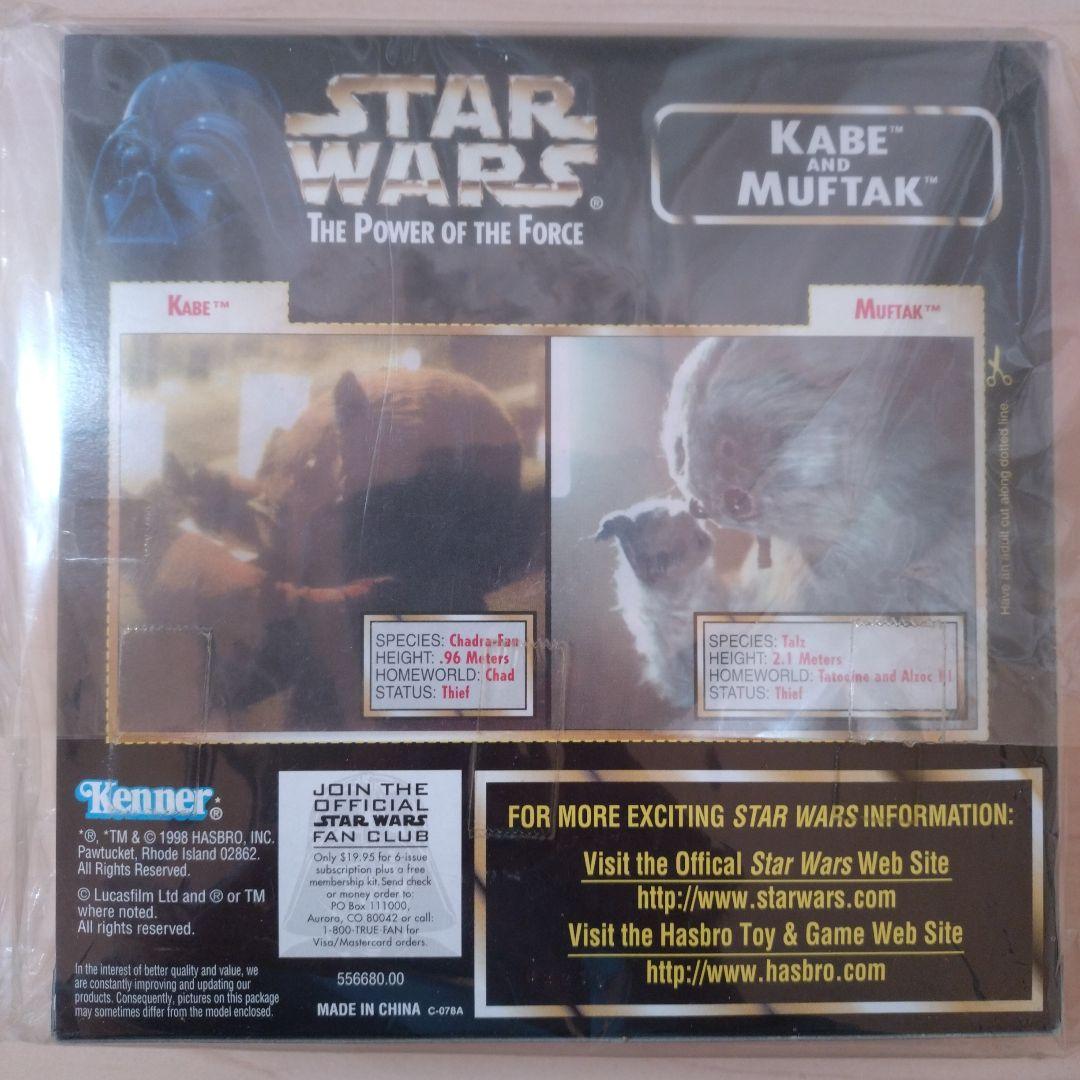 STAR
WARS®
THE POWER OF THE FORCE
KABE™
AND
MUFTAK™
KABE™
MUFTAK™
SPECIES: Chadra-Fan
HEIGHT: .96 Meters
HOMEWORLD: Chad
STATUS: Thief
SPECIES: Talz
HEIGHT: 2.1 Meters
HOMEWORLD: Tatooine and Alzoc III
STATUS: Thief
Have an adult cut along dotted line.
Kenner*®
*®, *TM & © 1998 HASBRO, INC.
Pawtucket, Rhode Island 02862.
All Rights Reserved.
© Lucasfilm Ltd and ® or TM
where noted.
All rights reserved.
In the interest of better quality and value, we
are constantly improving and updating our
products. Consequently, pictures on this package
may sometimes differ from the model enclosed.
JOIN THE
OFFICIAL
STAR WARS
FAN CLUB
Only $19.95 for 6-issue
subscription plus a free
membership kit. Send check
or money order to:
PO Box 111000,
Aurora, CO 80042 or call:
1-800-TRUE-FAN for
Visa/Mastercard orders.
556680.00
MADE IN CHINA C-078A
FOR MORE EXCITING STAR WARS INFORMATION:
Visit the Offical Star Wars Web Site
http://www.starwars.com
Visit the Hasbro Toy & Game Web Site
http://www.hasbro.com